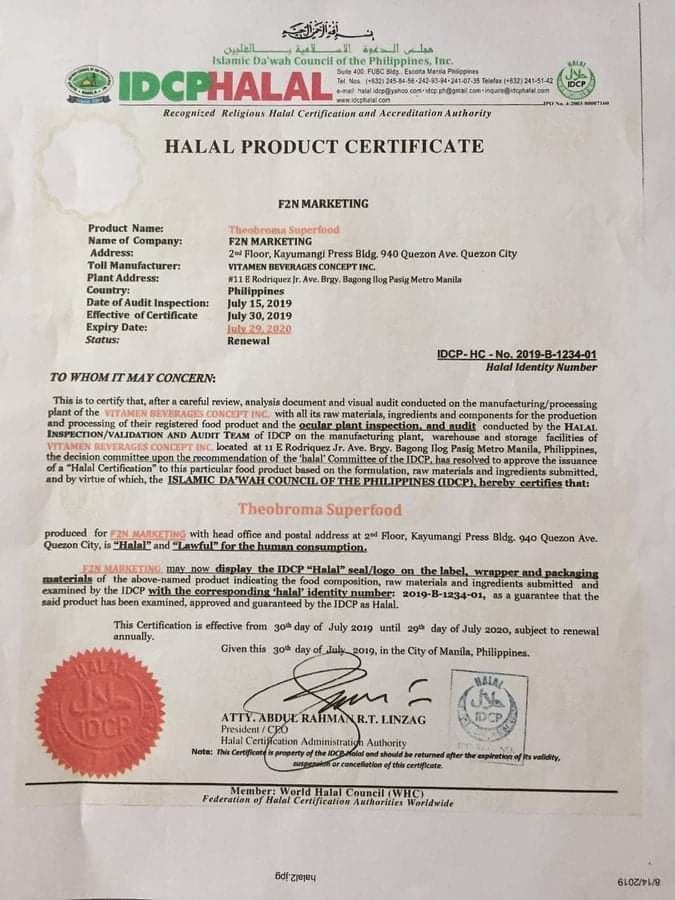 مجلس الدعوة الاسلامية بالفلبين
Islamic Da'wah Council of the Philippines, Inc.
IDCPHALAL
Suite 400, FUBC Bldg., Escolta Manila Philippines
Tel. Nos. (+632) 245-84-56 •242-93-94•241-07-35 Telefax (+632) 241-51-42
e-mail: halal.idcp@yahoo.com•idcp.ph@gmail.com•inquire@idcphalal.com
www.idcphalal.com
HALAL
حلال
IDCP
Recognized Religious Halal Certification and Accreditation Authority
HALAL PRODUCT CERTIFICATE
F2N MARKETING
Product Name: Theobroma Superfood
Name of Company: F2N MARKETING
Address: 2nd Floor, Kayumangi Press Bldg. 940 Quezon Ave. Quezon City
Toll Manufacturer: VITAMEN BEVERAGES CONCEPT INC.
Plant Address: #11 E Rodriquez Jr. Ave. Brgy. Bagong Ilog Pasig Metro Manila
Country: Philippines
Date of Audit Inspection: July 15, 2019
Effective of Certificate July 30, 2019
Expiry Date: July 29, 2020
Status: Renewal
IDCP- HC - No. 2019-B-1234-01
Halal Identity Number
TO WHOM IT MAY CONCERN:
This is to certify that, after a careful review, analysis document and visual audit conducted on the manufacturing/processing
plant of the VITAMEN BEVERAGES CONCEPT INC. with all its raw materials, ingredients and components for the production
and processing of their registered food product and the ocular plant inspection, and audit conducted by the HALAL
INSPECTION/VALIDATION AND AUDIT TEAM of IDCP on the manufacturing plant, warehouse and storage facilities of
VITAMEN BEVERAGES CONCEPT INC. located at 11 E Rodriquez Jr. Ave. Brgy. Bagong Ilog Pasig Metro Manila, Philippines,
the decision committee upon the recommendation of the 'halal' Committee of the IDCP, has resolved to approve the issuance
of a "Halal Certification" to this particular food product based on the formulation, raw materials and ingredients submitted,
and by virtue of which, the ISLAMIC DA'WAH COUNCIL OF THE PHILIPPINES (IDCP), hereby certifies that:
Theobroma Superfood
produced for F2N MARKETING with head office and postal address at 2nd Floor, Kayumangi Press Bldg. 940 Quezon Ave.
Quezon City, is "Halal" and "Lawful" for the human consumption.
F2N MARKETING may now display the IDCP "Halal" seal/logo on the label, wrapper and packaging
materials of the above-named product indicating the food composition, raw materials and ingredients submitted and
examined by the IDCP with the corresponding 'halal' identity number: 2019-B-1234-01, as a guarantee that the
said product has been examined, approved and guaranteed by the IDCP as Halal.
This Certification is effective from 30th day of July 2019 until 29th day of July 2020, subject to renewal
annually.
Given this 30th day of July, 2019, in the City of Manila, Philippines.
HALAL
حلال
IDCP
HALAL
حلال
IDCP
ATTY. ABDUL RAHMAN R.T. LINZAG
President / CEO
Halal Certification Administration Authority
Note: This Certificate is property of the IDCP Halal and should be returned after the expiration of its validity,
suspension or cancellation of this certificate.
Member: World Halal Council (WHC)
Federation of Halal Certification Authorities Worldwide
halal2.jpg
8/14/2019